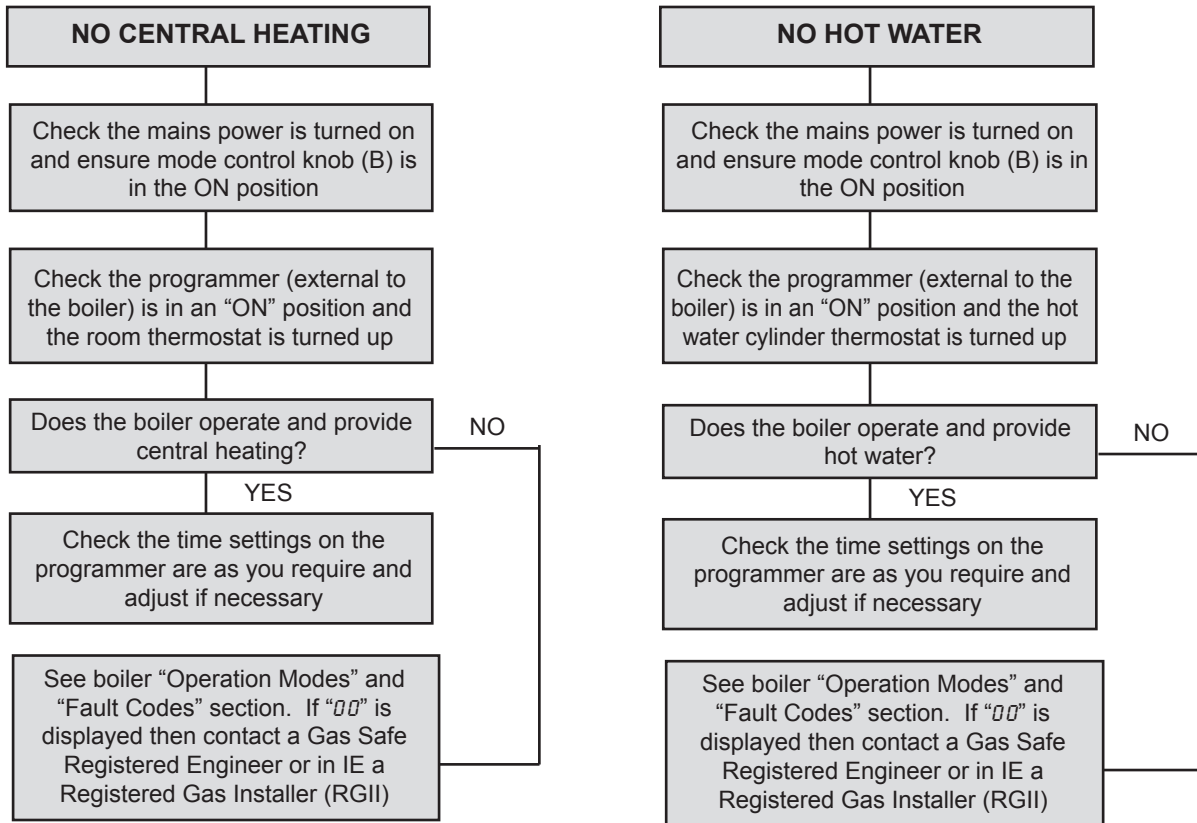 NO CENTRAL HEATING
Check the mains power is turned on
and ensure mode control knob (B) is
in the ON position
Check the programmer (external to
the boiler) is in an “ON” position and
the room thermostat is turned up
Does the boiler operate and provide
central heating?
NO
YES
Check the time settings on the
programmer are as you require and
adjust if necessary
See boiler “Operation Modes” and
“Fault Codes” section. If “00” is
displayed then contact a Gas Safe
Registered Engineer or in IE a
Registered Gas Installer (RGII)
NO HOT WATER
Check the mains power is turned on
and ensure mode control knob (B) is in
the ON position
Check the programmer (external to the
boiler) is in an “ON” position and the hot
water cylinder thermostat is turned up
Does the boiler operate and provide
hot water?
NO
YES
Check the time settings on the
programmer are as you require and
adjust if necessary
See boiler “Operation Modes” and
“Fault Codes” section. If “00” is
displayed then contact a Gas Safe
Registered Engineer or in IE a
Registered Gas Installer (RGII)